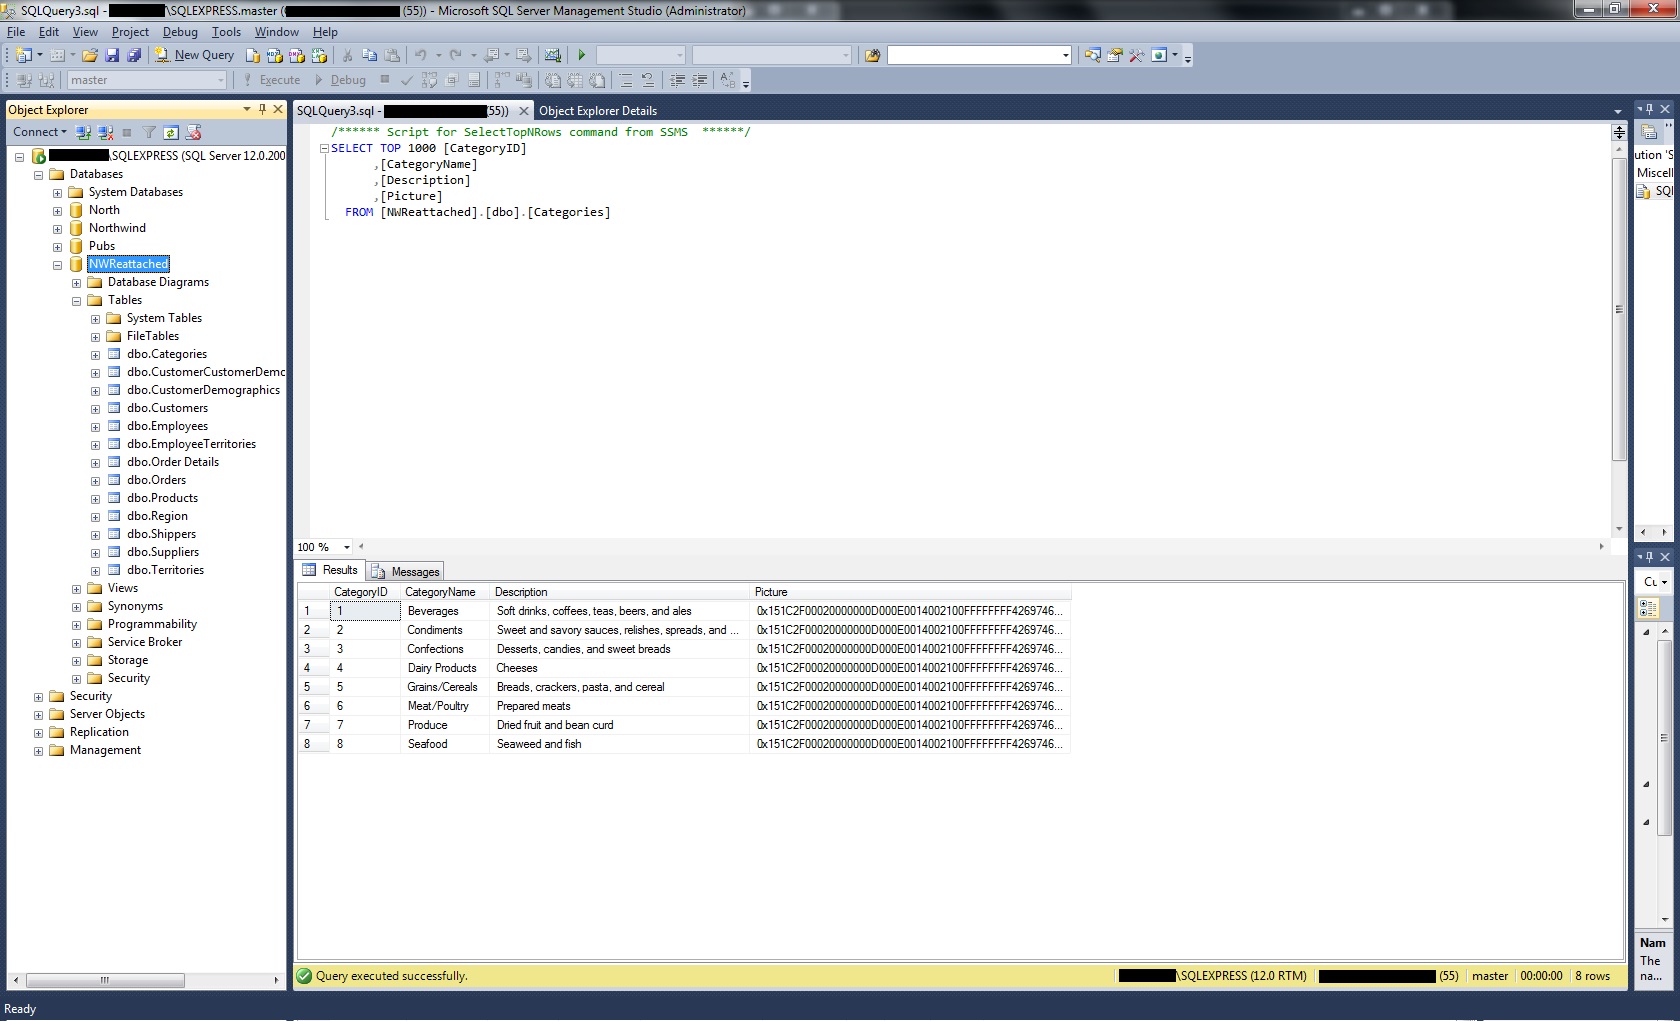 SQLQuery3.sql - \SQLEXPRESS.master ( (55)) - Microsoft SQL Server Management Studio (Administrator)
File Edit View Project Debug Tools Window Help
New Query
master Execute Debug
Object Explorer
Connect
\SQLEXPRESS (SQL Server 12.0.200
Databases
System Databases
North
Northwind
Pubs
NWReattached
Database Diagrams
Tables
System Tables
FileTables
dbo.Categories
dbo.CustomerCustomerDemo
dbo.CustomerDemographics
dbo.Customers
dbo.Employees
dbo.EmployeeTerritories
dbo.Order Details
dbo.Orders
dbo.Products
dbo.Region
dbo.Shippers
dbo.Suppliers
dbo.Territories
Views
Synonyms
Programmability
Service Broker
Storage
Security
Security
Server Objects
Replication
Management
SQLQuery3.sql - (55)) Object Explorer Details
/****** Script for SelectTopNRows command from SSMS ******/
SELECT TOP 1000 [CategoryID]
,[CategoryName]
,[Description]
,[Picture]
FROM [NWReattached].[dbo].[Categories]
100 %
Results Messages
CategoryID CategoryName Description Picture
1 1 Beverages Soft drinks, coffees, teas, beers, and ales 0x151C2F00020000000D000E0014002100FFFFFFFF4269746...
2 2 Condiments Sweet and savory sauces, relishes, spreads, and ... 0x151C2F00020000000D000E0014002100FFFFFFFF4269746...
3 3 Confections Desserts, candies, and sweet breads 0x151C2F00020000000D000E0014002100FFFFFFFF4269746...
4 4 Dairy Products Cheeses 0x151C2F00020000000D000E0014002100FFFFFFFF4269746...
5 5 Grains/Cereals Breads, crackers, pasta, and cereal 0x151C2F00020000000D000E0014002100FFFFFFFF4269746...
6 6 Meat/Poultry Prepared meats 0x151C2F00020000000D000E0014002100FFFFFFFF4269746...
7 7 Produce Dried fruit and bean curd 0x151C2F00020000000D000E0014002100FFFFFFFF4269746...
8 8 Seafood Seaweed and fish 0x151C2F00020000000D000E0014002100FFFFFFFF4269746...
Query executed successfully. \SQLEXPRESS (12.0 RTM) (55) master 00:00:00 8 rows
ution 'S
Miscell
SQL
Cu
Nam
The
na...
Ready